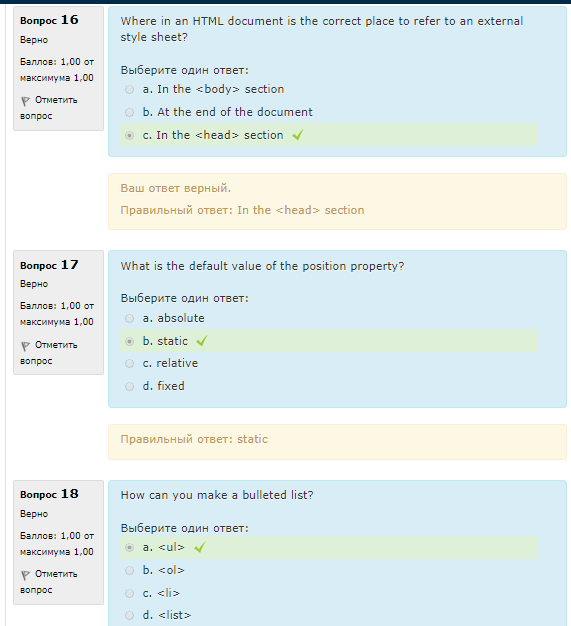 Вопрос 16
Верно
Баллов: 1,00 от
максимума 1,00
Отметить
вопрос
Where in an HTML document is the correct place to refer to an external
style sheet?
Выберите один ответ:
a. In the <body> section
b. At the end of the document
c. In the <head> section
Ваш ответ верный.
Правильный ответ: In the <head> section
Вопрос 17
Верно
Баллов: 1,00 от
максимума 1,00
Отметить
вопрос
What is the default value of the position property?
Выберите один ответ:
a. absolute
b. static
c. relative
d. fixed
Правильный ответ: static
Вопрос 18
Верно
Баллов: 1,00 от
максимума 1,00
Отметить
вопрос
How can you make a bulleted list?
Выберите один ответ:
a. <ul>
b. <ol>
c. <li>
d. <list>